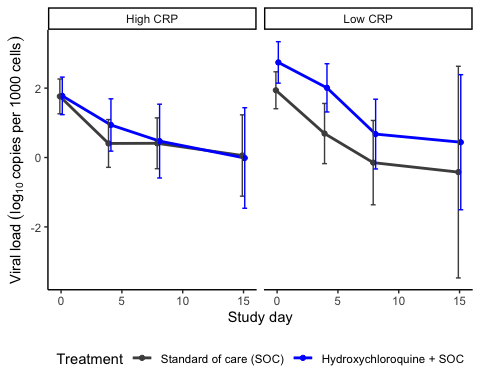 High CRP
Low CRP
Viral load (log10 copies per 1000 cells)
2
0
-2
0
5
10
15
0
5
10
15
Study day
Treatment
Standard of care (SOC)
Hydroxychloroquine + SOC